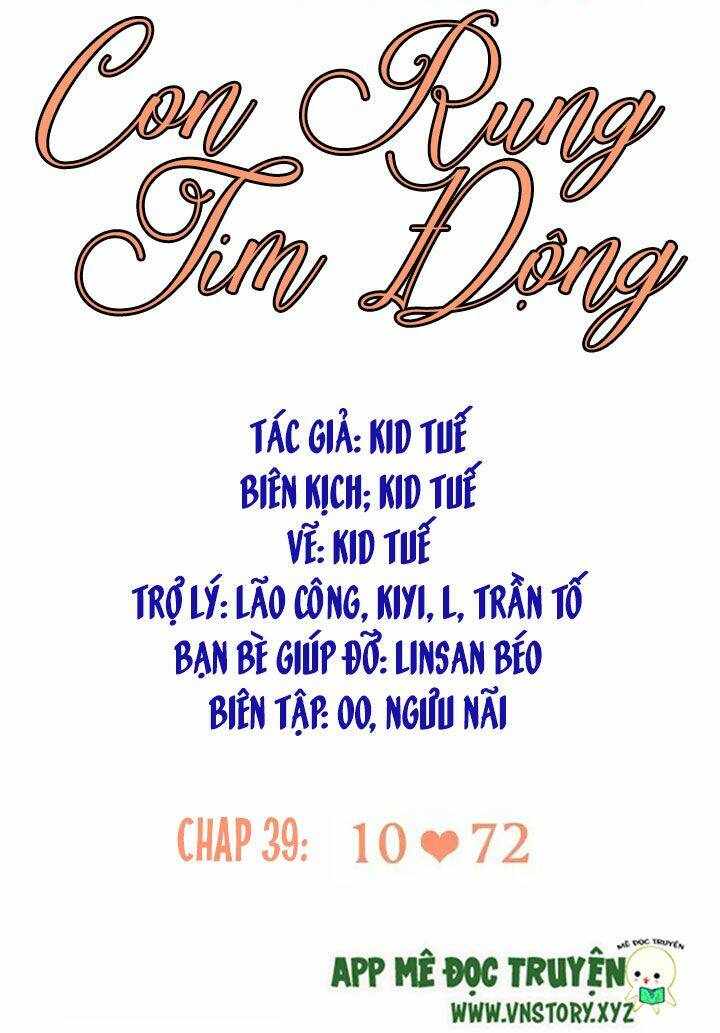 Con Rung
Tim Động
TÁC GIẢ: KID TUẾ
BIÊN KỊCH; KID TUẾ
VẼ: KID TUẾ
TRỢ LÝ: LÃO CÔNG, KIYI, L, TRẦN TỐ
BẠN BÈ GIÚP ĐỠ: LINSAN BÉO
BIÊN TẬP: OO, NGƯU NÃI
CHAP 39: 10❤72
MÊ ĐỌC TRUYỆN
APP MÊ ĐỌC TRUYỆN
WWW.VNSTORY.XYZ